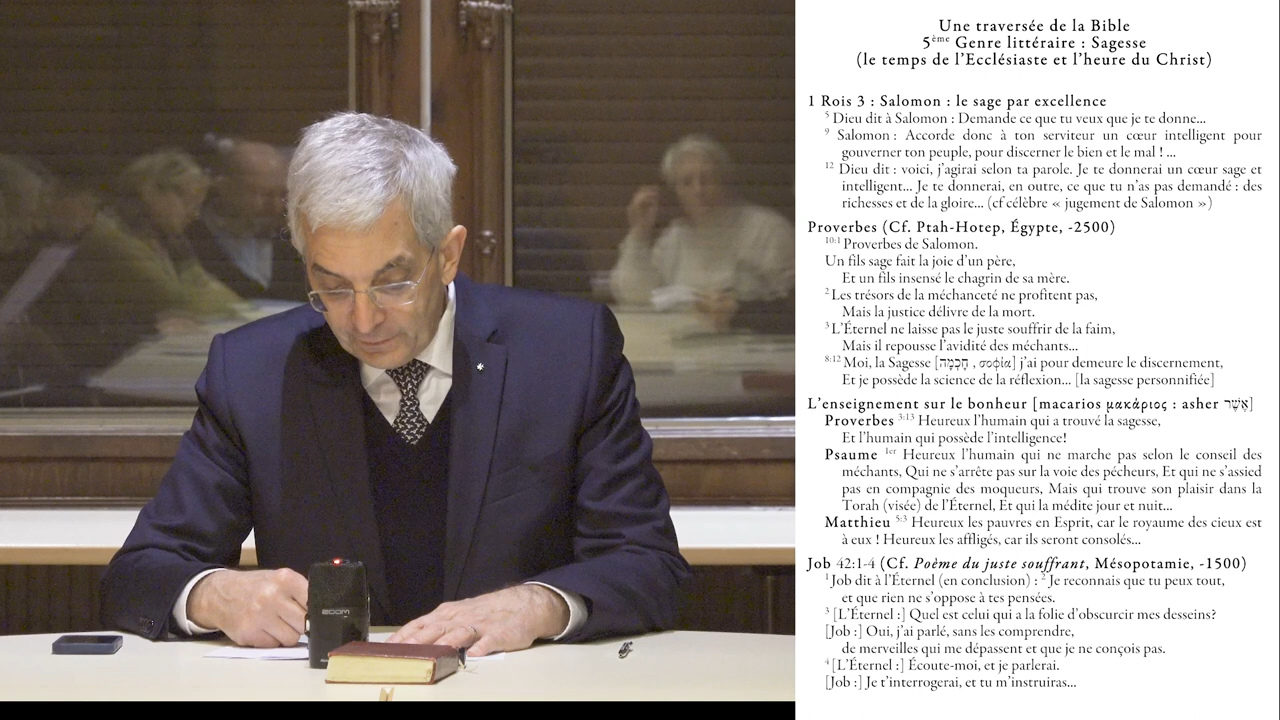 Une traversée de la Bible
5ème Genre littéraire : Sagesse
(le temps de l’Ecclésiaste et l’heure du Christ)
1 Rois 3 : Salomon : le sage par excellence
5 Dieu dit à Salomon : Demande ce que tu veux que je te donne...
9 Salomon : Accorde donc à ton serviteur un cœur intelligent pour
gouverner ton peuple, pour discerner le bien et le mal ! ...
12 Dieu dit : voici, j’agirai selon ta parole. Je te donnerai un cœur sage et
intelligent... Je te donnerai, en outre, ce que tu n’as pas demandé : des
richesses et de la gloire... (cf célèbre « jugement de Salomon »)
Proverbes (Cf. Ptah-Hotep, Égypte, -2500)
10:1 Proverbes de Salomon.
Un fils sage fait la joie d’un père,
Et un fils insensé le chagrin de sa mère.
2 Les trésors de la méchanceté ne profitent pas,
Mais la justice délivre de la mort.
3 L’Éternel ne laisse pas le juste souffrir de la faim,
Mais il repousse l’avidité des méchants...
8:12 Moi, la Sagesse [חָכְמָה , σοφία] j’ai pour demeure le discernement,
Et je possède la science de la réflexion... [la sagesse personnifiée]
L’enseignement sur le bonheur [macarios μακάριος : asher אֶשֶׁר]
Proverbes 3:13 Heureux l’humain qui a trouvé la sagesse,
Et l’humain qui possède l’intelligence!
Psaume 1er Heureux l’humain qui ne marche pas selon le conseil des
méchants, Qui ne s’arrête pas sur la voie des pécheurs, Et qui ne s’assied
pas en compagnie des moqueurs, Mais qui trouve son plaisir dans la
Torah (visée) de l’Éternel, Et qui la médite jour et nuit...
Matthieu 5:3 Heureux les pauvres en Esprit, car le royaume des cieux est
à eux ! Heureux les affligés, car ils seront consolés...
Job 42:1-4 (Cf. Poème du juste souffrant, Mésopotamie, -1500)
1 Job dit à l’Éternel (en conclusion) : 2 Je reconnais que tu peux tout,
et que rien ne s’oppose à tes pensées.
3 [L’Éternel :] Quel est celui qui a la folie d’obscurcir mes desseins?
[Job :] Oui, j’ai parlé, sans les comprendre,
de merveilles qui me dépassent et que je ne conçois pas.
4 [L’Éternel :] Écoute-moi, et je parlerai.
[Job :] Je t’interrogerai, et tu m’instruiras...
ZOOM